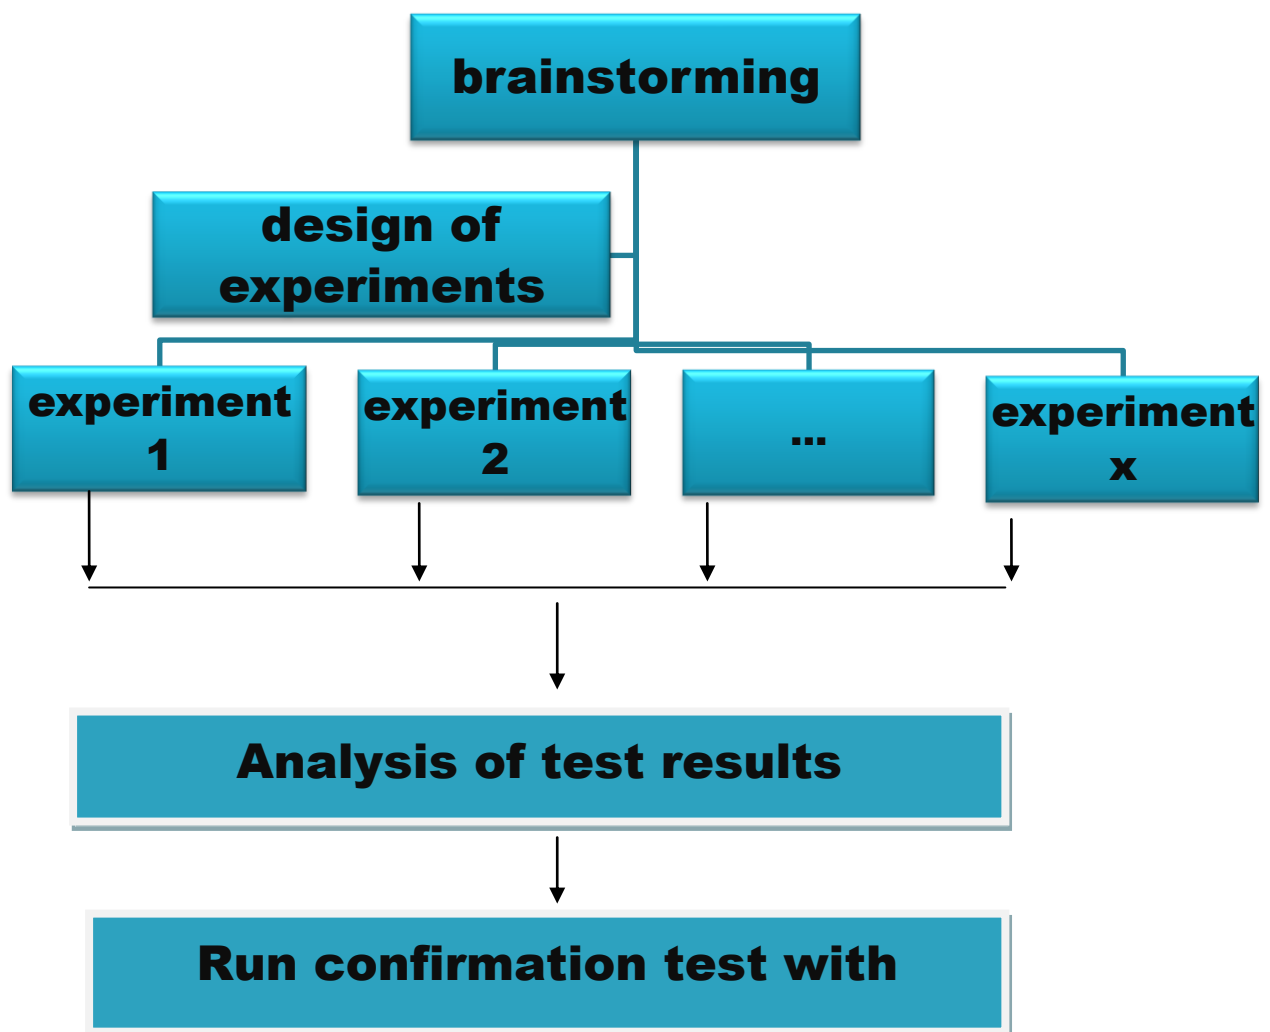 brainstorming
design of
experiments
experiment
1
experiment
2
...
experiment
x
Analysis of test results
Run confirmation test with